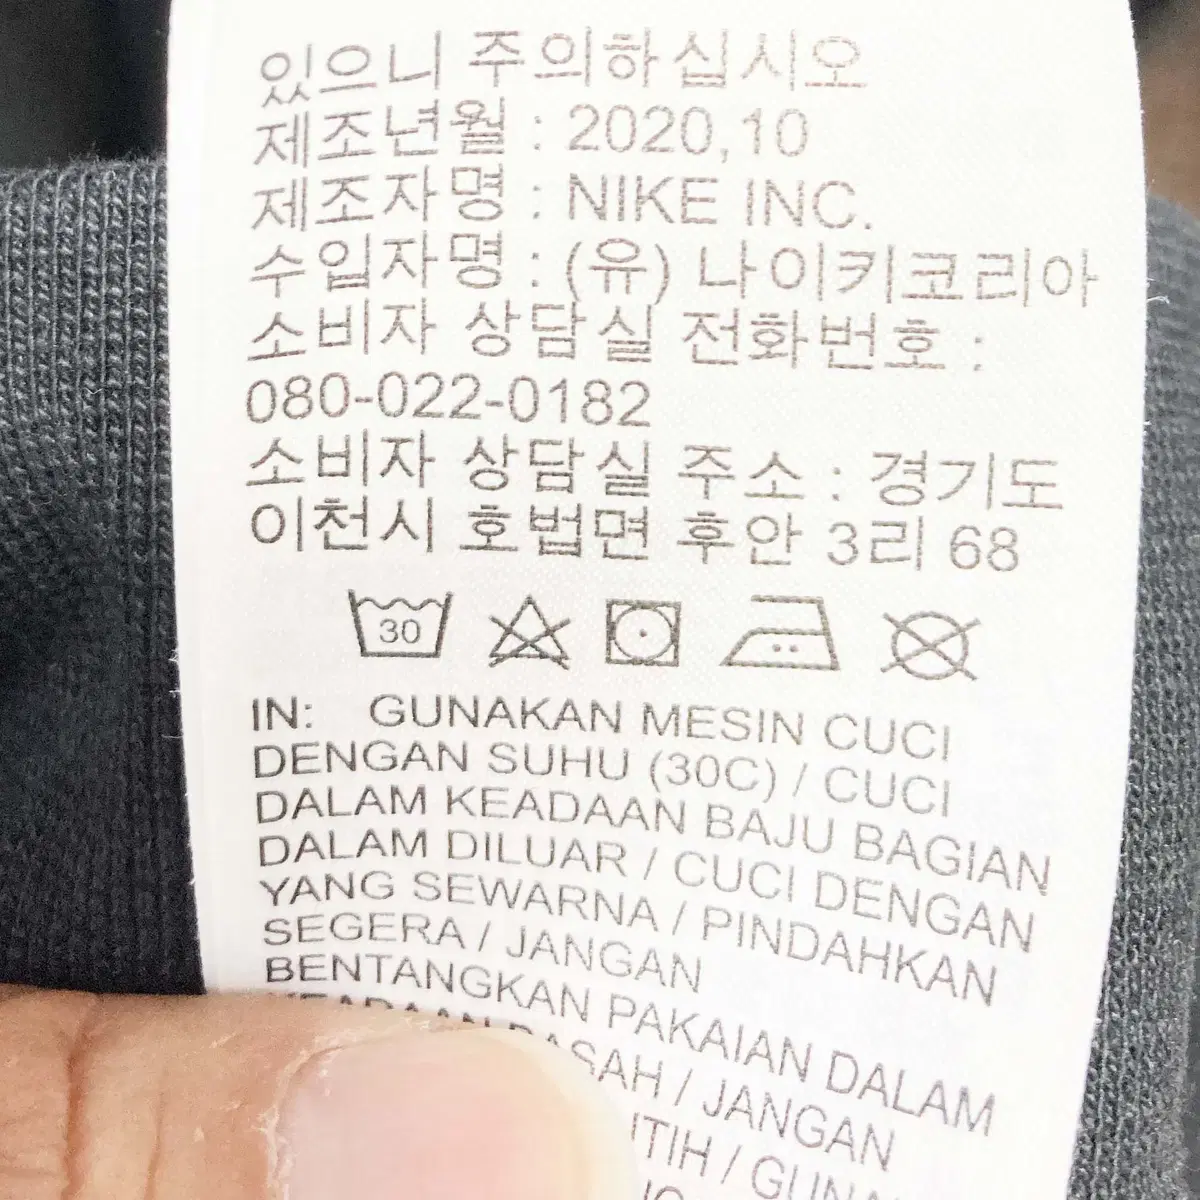 있으니 주의하십시오
제조년월 : 2020,10
제조자명 : NIKE INC.
수입자명 : (유) 나이키코리아
소비자 상담실 전화번호 :
080-022-0182
소비자 상담실 주소 : 경기도
이천시 호법면 후안 3리 68
30
IN: GUNAKAN MESIN CUCI
DENGAN SUHU (30C) / CUCI
DALAM KEADAAN BAJU BAGIAN
DALAM DILUAR / CUCI DENGAN
YANG SEWARNA / PINDAHKAN
SEGERA / JANGAN
BENTANGKAN PAKAIAN DALAM
/ JANGAN